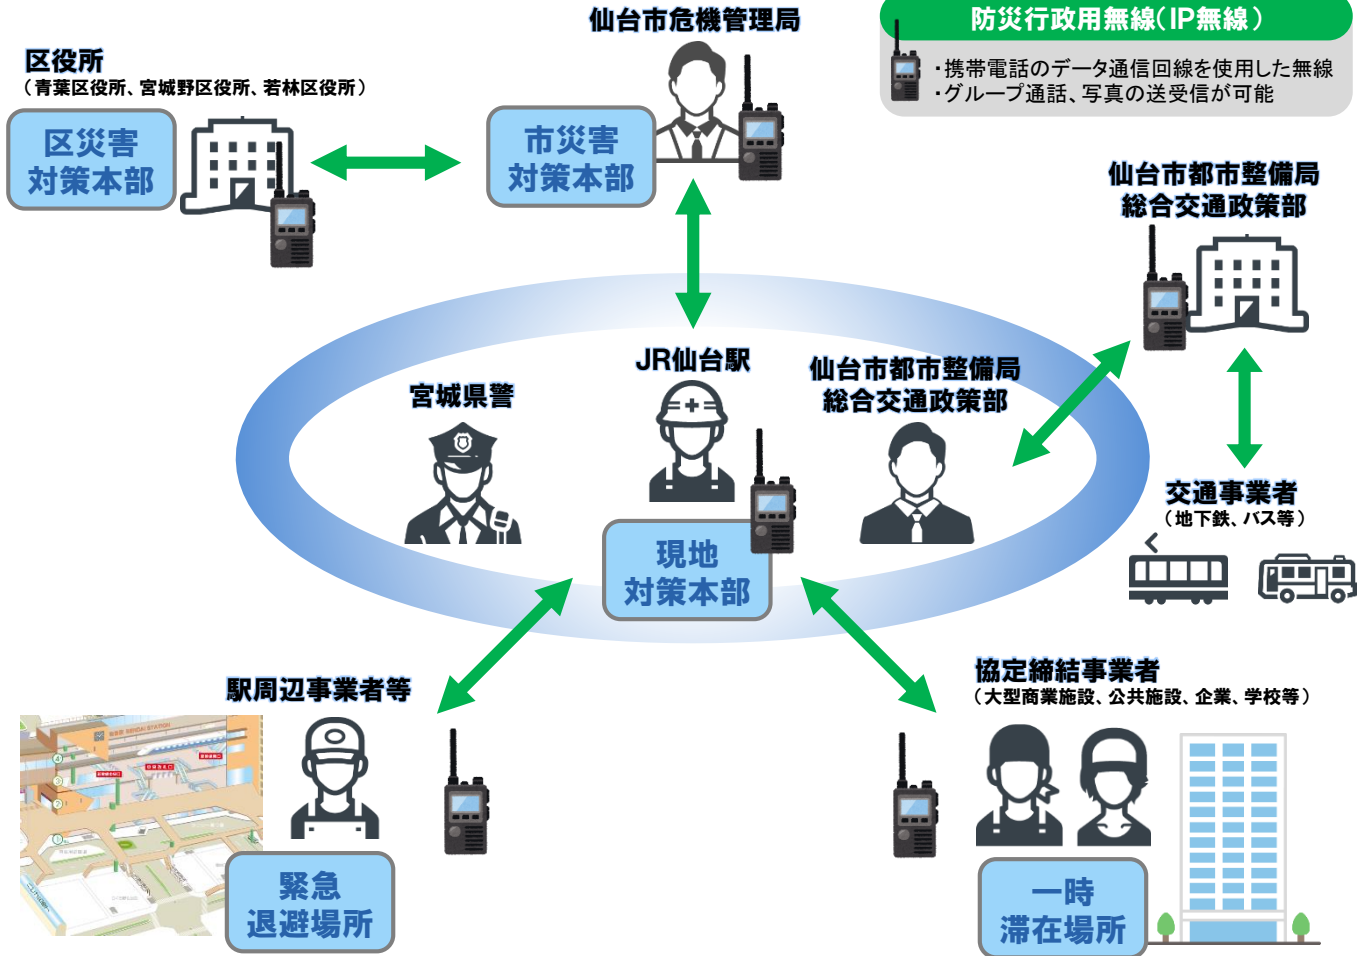 仙台市危機管理局
防災行政用無線(IP無線)
・携帯電話のデータ通信回線を使用した無線
・グループ通話、写真の送受信が可能
区役所
(青葉区役所、宮城野区役所、若林区役所)
区災害
対策本部
市災害
対策本部
仙台市都市整備局
総合交通政策部
JR仙台駅
宮城県警
仙台市都市整備局
総合交通政策部
交通事業者
(地下鉄、バス等)
現地
対策本部
駅周辺事業者等
協定締結事業者
(大型商業施設、公共施設、企業、学校等)
緊急
退避場所
一時
滞在場所